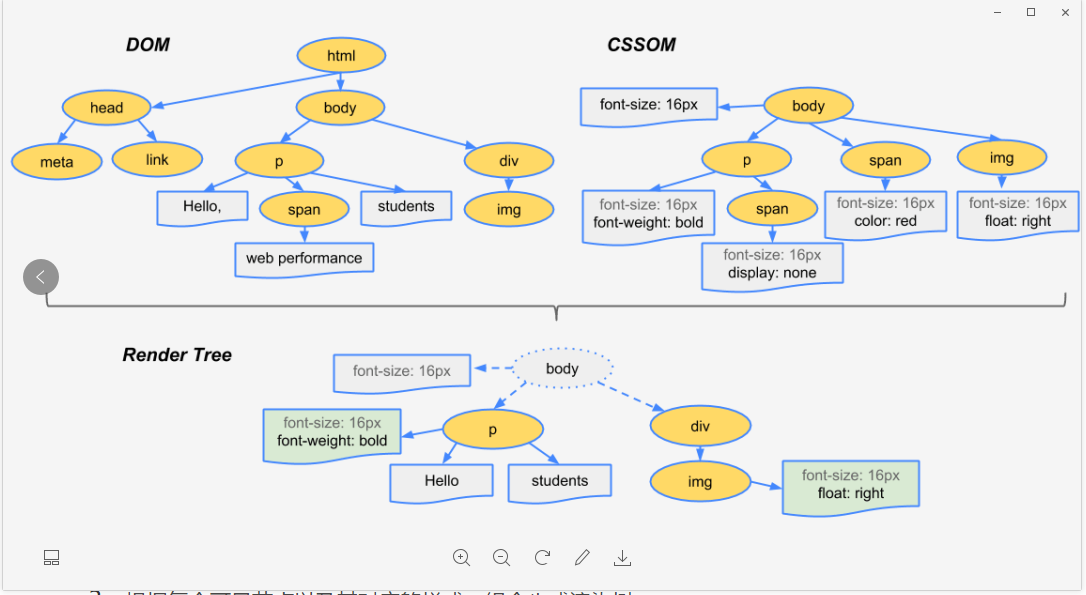 DOM
html
head
body
meta
link
p
div
Hello,
span
students
img
web performance
CSSOM
font-size: 16px
body
p
span
img
font-size: 16px
font-weight: bold
span
font-size: 16px
color: red
font-size: 16px
float: right
font-size: 16px
display: none
Render Tree
font-size: 16px
body
font-size: 16px
font-weight: bold
p
div
Hello
students
img
font-size: 16px
float: right